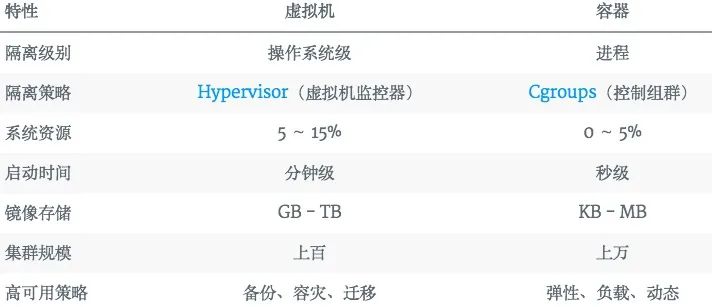 特性 虚拟机 容器
隔离级别 操作系统级 进程
隔离策略 Hypervisor（虚拟机监控器） Cgroups（控制组群）
系统资源 5 ~ 15% 0 ~ 5%
启动时间 分钟级 秒级
镜像存储 GB - TB KB - MB
集群规模 上百 上万
高可用策略 备份、容灾、迁移 弹性、负载、动态